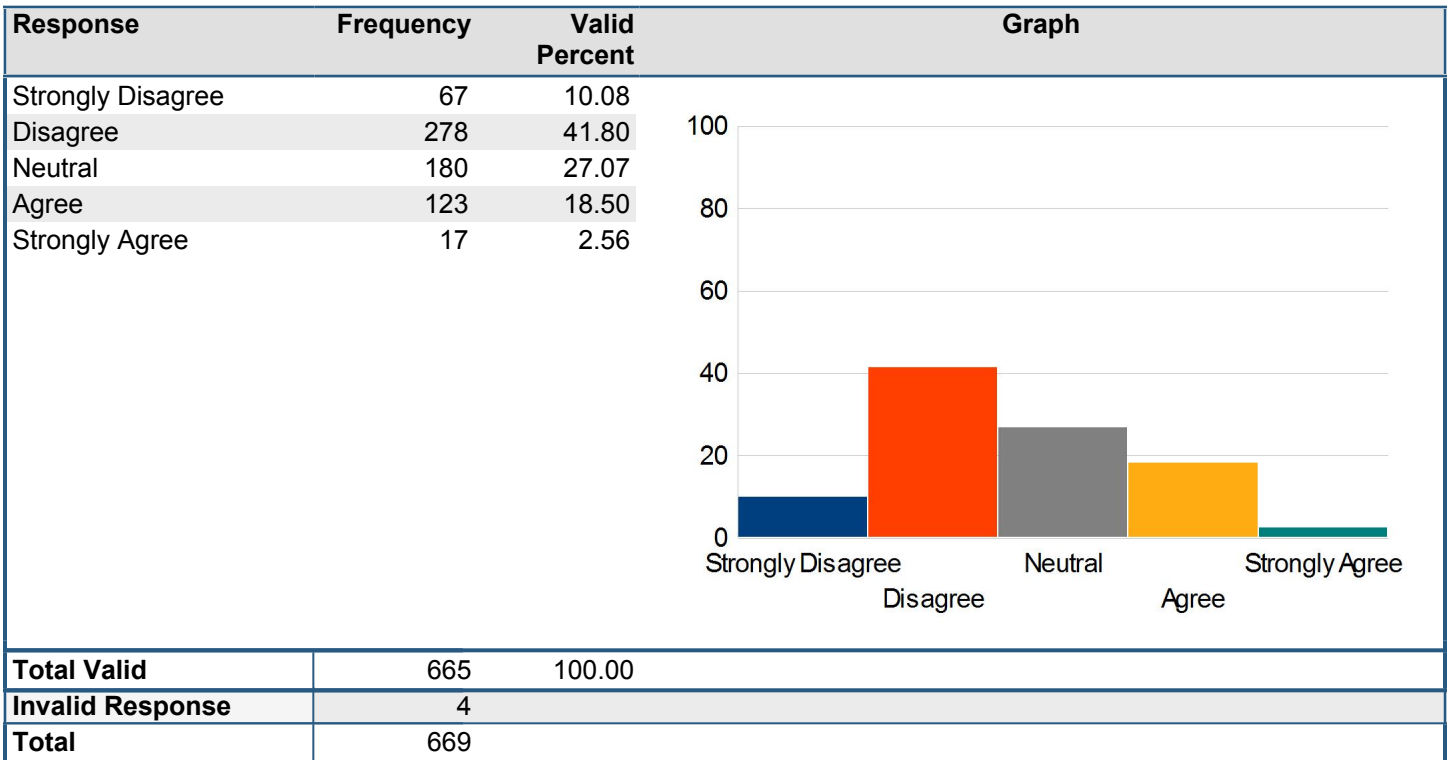 Response Frequency Valid Percent Graph
Strongly Disagree 67 10.08
Disagree 278 41.80
Neutral 180 27.07
Agree 123 18.50
Strongly Agree 17 2.56
100
80
60
40
20
0
Strongly Disagree Neutral Strongly Agree
Disagree Agree
Total Valid 665 100.00
Invalid Response 4
Total 669